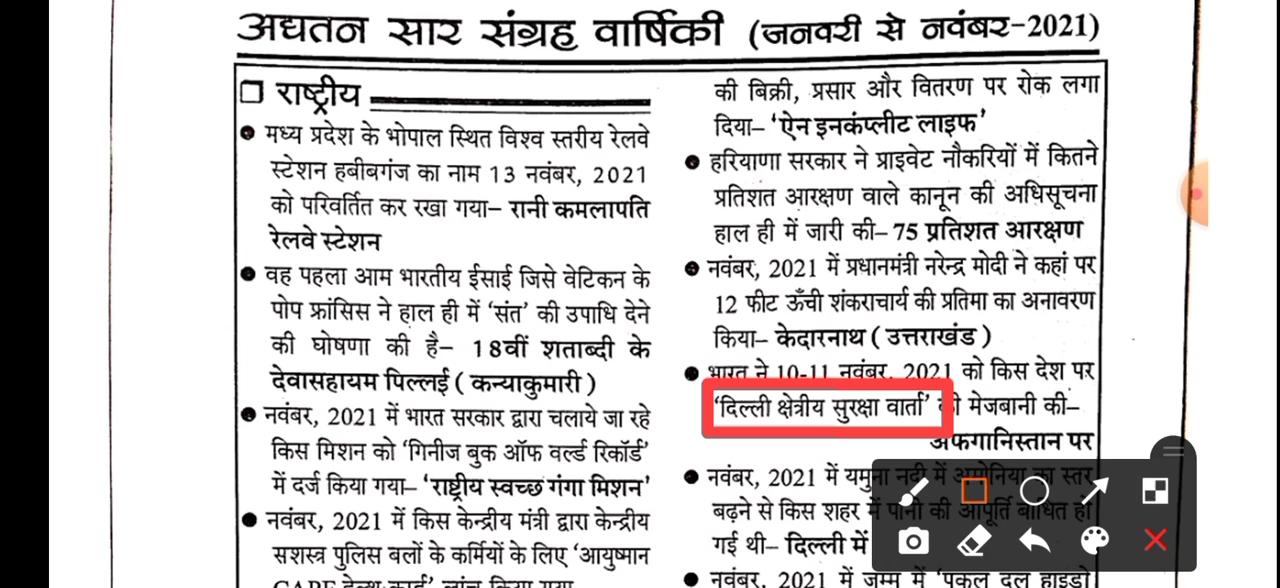 अद्यतन सार संग्रह वार्षिकी (जनवरी से नवंबर-2021)
राष्ट्रीय
मध्य प्रदेश के भोपाल स्थित विश्व स्तरीय रेलवे
स्टेशन हबीबगंज का नाम 13 नवंबर, 2021
को परिवर्तित कर रखा गया– रानी कमलापति
रेलवे स्टेशन
वह पहला आम भारतीय ईसाई जिसे वेटिकन के
पोप फ्रांसिस ने हाल ही में ‘संत’ की उपाधि देने
की घोषणा की है– 18वीं शताब्दी के
देवासहायम पिल्लई ( कन्याकुमारी )
नवंबर, 2021 में भारत सरकार द्वारा चलाये जा रहे
किस मिशन को ‘गिनीज बुक ऑफ वर्ल्ड रिकॉर्ड’
में दर्ज किया गया– ‘राष्ट्रीय स्वच्छ गंगा मिशन’
नवंबर, 2021 में किस केन्द्रीय मंत्री द्वारा केन्द्रीय
सशस्त्र पुलिस बलों के कर्मियों के लिए ‘आयुष्मान
की बिक्री, प्रसार और वितरण पर रोक लगा
दिया– ‘ऐन इनकंप्लीट लाइफ’
हरियाणा सरकार ने प्राइवेट नौकरियों में कितने
प्रतिशत आरक्षण वाले कानून की अधिसूचना
हाल ही में जारी की– 75 प्रतिशत आरक्षण
नवंबर, 2021 में प्रधानमंत्री नरेन्द्र मोदी ने कहां पर
12 फीट ऊँची शंकराचार्य की प्रतिमा का अनावरण
किया– केदारनाथ ( उत्तराखंड )
भारत ने 10-11 नवंबर, 2021 को किस देश पर
‘दिल्ली क्षेत्रीय सुरक्षा वार्ता’ की मेजबानी की–
अफगानिस्तान पर
नवंबर, 2021 में यमुना नदी में अमोनिया का स्तर
बढ़ने से किस शहर में पानी की आपूर्ति बाधित हो
गई थी– दिल्ली में
नवंबर, 2021 में जम्मू में ‘पकल दुल हाइड्रो